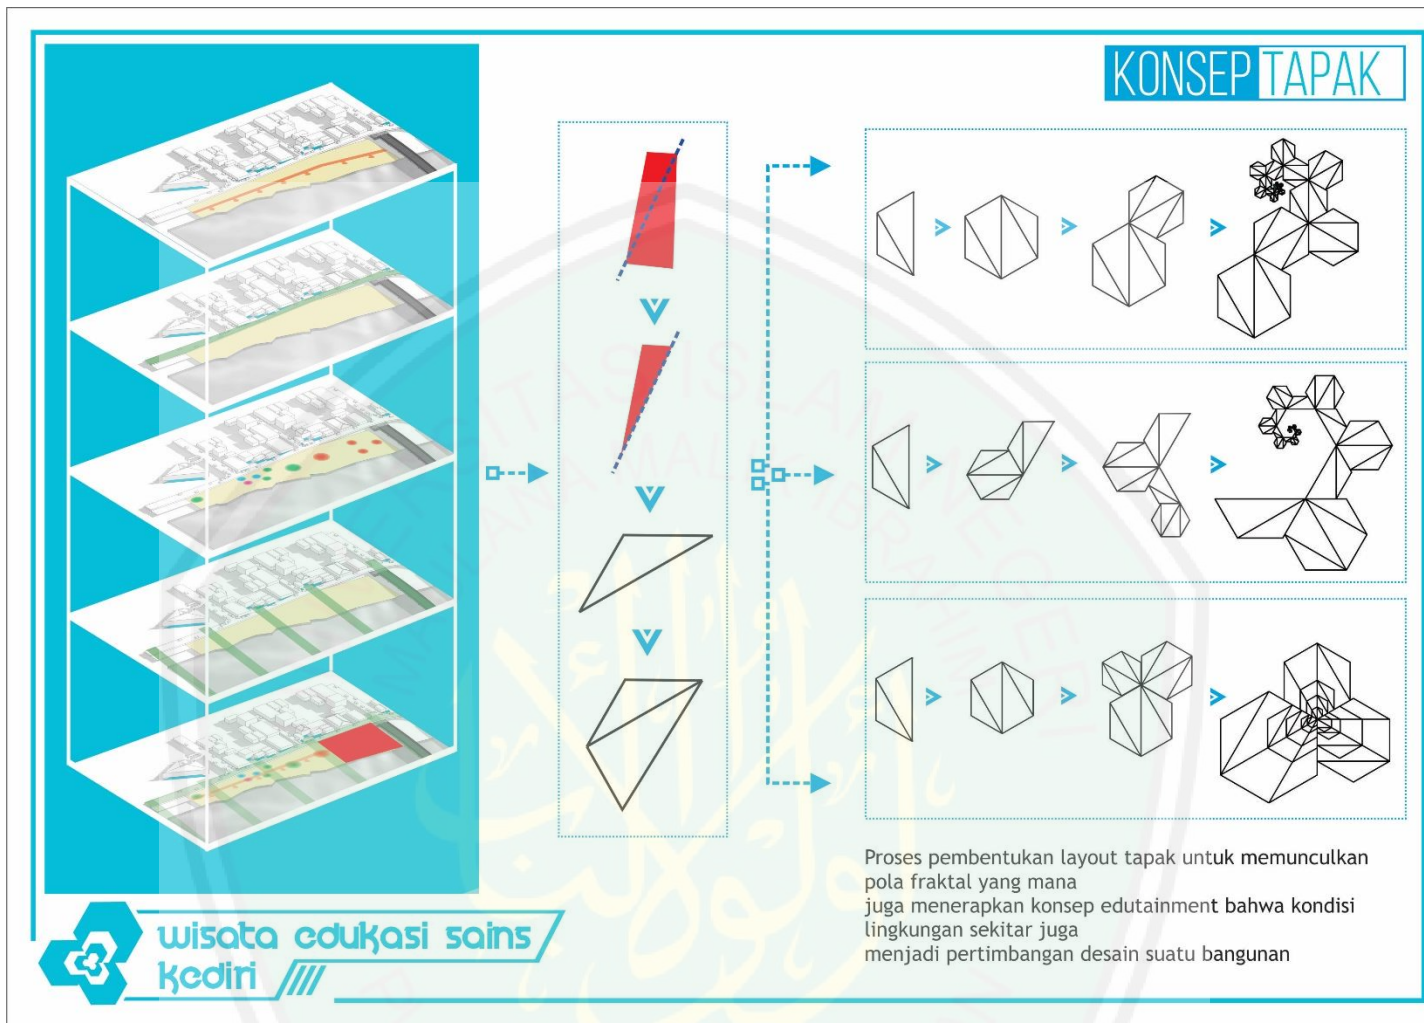 KONSEP TAPAK
Proses pembentukan layout tapak untuk memunculkan
pola fraktal yang mana
juga menerapkan konsep edutainment bahwa kondisi
lingkungan sekitar juga
menjadi pertimbangan desain suatu bangunan
wisata edukasi sains
kediri